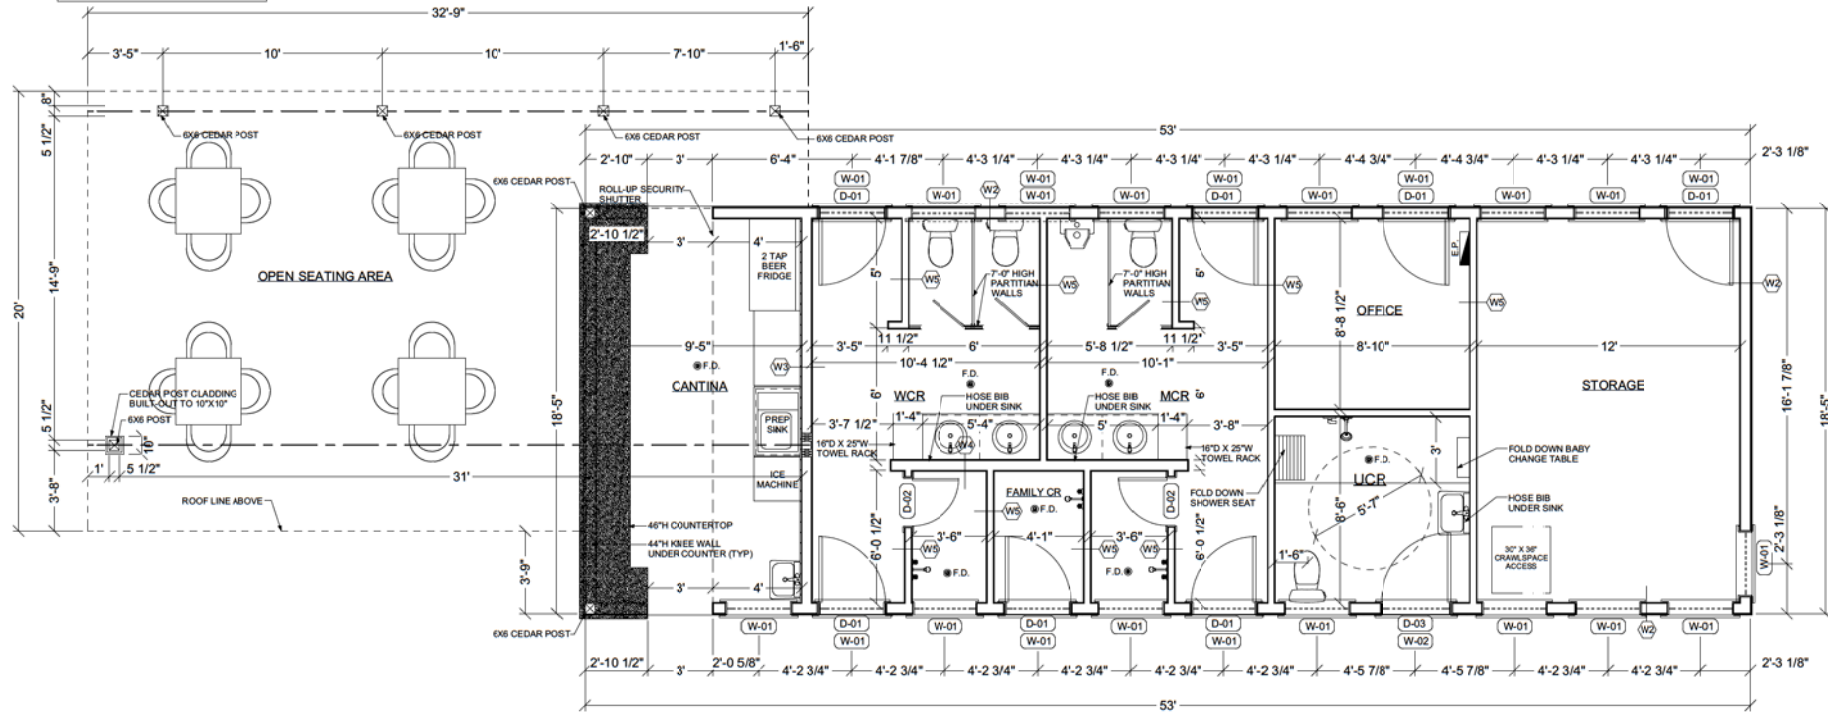 32'-9"
3'-5" 10' 10' 7'-10" 1'-6"
8"
6X6 CEDAR POST 6X6 CEDAR POST 6X6 CEDAR POST 6X6 CEDAR POST
53'
5 1/2"
2'-10" 3' 6'-4" 4'-1 7/8" 4'-3 1/4" 4'-3 1/4" 4'-3 1/4" 4'-3 1/4" 4'-4 3/4" 4'-4 3/4" 4'-3 1/4" 4'-3 1/4" 2'-3 1/8"
6X6 CEDAR POST
ROLL-UP SECURITY
SHUTTER
W-01 W-01 W-01 W-01 W-01
D-01 W-01 W2 W-01 W-01 D-01 W-01 D-01 W-01 W-01 D-01
2'-10 1/2" 3' 4'
2 TAP
BEER
FRIDGE
E.P.
OPEN SEATING AREA
5' W5
7'-0" HIGH
PARTITIAN
WALLS
W5
7'-0" HIGH
PARTITIAN
WALLS
5' W5 W5
W5
W2
14'-9"
20'
OFFICE
8'-8 1/2"
11 1/2" 11 1/2"
9'-5" 3'-5" 6' 5'-8 1/2" 3'-5" 8'-10" 12'
10'-4 1/2" 10'-1"
F.D. W3
CANTINA
F.D. F.D.
6' 6'
STORAGE
16'-1 7/8"
18'-5"
WCR
HOSE BIB
UNDER SINK
HOSE BIB
UNDER SINK
MCR
CEDAR POST CLADDING
BUILT-OUT TO 10"X10"
6X6 POST
18'-5"
PREP
SINK
3'-7 1/2" 1'-4" 5'-4" 5' 1'-4" 3'-8"
5 1/2"
10"
W4
16"D X 25"W
TOWEL RACK
16"D X 25"W
TOWEL RACK
F.D.
3'
FOLD DOWN BABY
CHANGE TABLE
1' 5 1/2" 31'
3'-8"
ICE
MACHINE
UCR
ROOF LINE ABOVE
FAMILY CR
FOLD DOWN
SHOWER SEAT
D-02 D-02
HOSE BIB
UNDER SINK
46"H COUNTERTOP
44"H KNEE WALL
UNDER COUNTER (TYP)
W5 F.D.
5'-7"
8'-6"
6'-0 1/2" 3'-6" 4'-1" 3'-6" 6'-0 1/2"
W5 W5 W5
1'-6"
30" X 36"
CRAWLSPACE
ACCESS
2'-3 1/8"
W-01
3'-9"
F.D. F.D.
3' 4'
6X6 CEDAR POST
W-01 D-01 W-01 D-01 W-01 D-01 W-01 D-03 W-01 W-01 W2 W-01
W-01 W-01 W-01 W-02
2'-10 1/2" 3' 2'-0 5/8" 4'-2 3/4" 4'-2 3/4" 4'-2 3/4" 4'-2 3/4" 4'-2 3/4" 4'-2 3/4" 4'-5 7/8" 4'-5 7/8" 4'-2 3/4" 4'-2 3/4" 2'-3 1/8"
53'